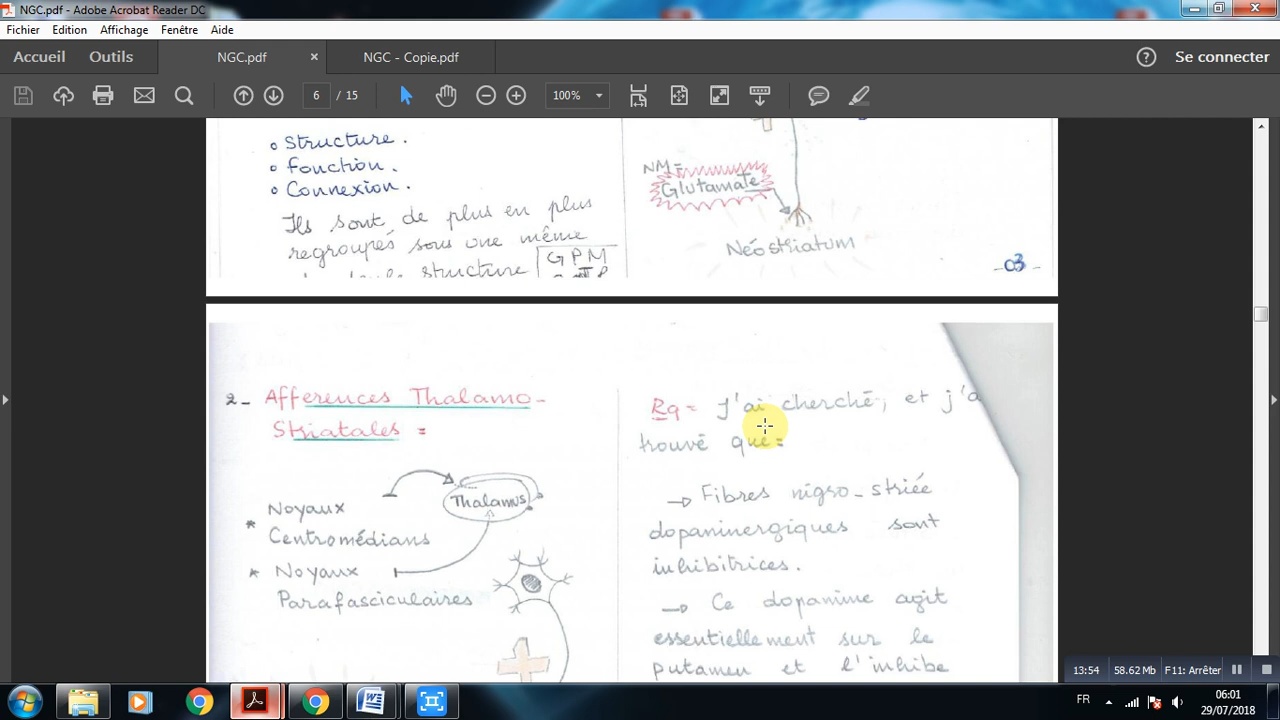 NGC.pdf - Adobe Acrobat Reader DC
Fichier Edition Affichage Fenêtre Aide
Accueil Outils NGC.pdf × NGC - Copie.pdf ? Se connecter
6 / 15 100%
• Structure.
• Fonction.
• Connexion.
Ils sont de plus en plus
regroupés sous une même
structure GPM
NM=
Glutamate
Néostriatum
-03-
2- Afferences Thalamo-
Striatales =
Noyaux
* Centromédians
* Noyaux
Parafasciculaires
Thalamus
Rq= J'ai cherché, et j'a
trouvé que=
→ Fibres nigro-striée
dopaninergiques sont
inhibitrices.
→ Ce dopanime agit
essentiellement sur le
putamen et l'inhibe
13:54 58.62 Mb F11: Arrêter
FR 06:01
29/07/2018